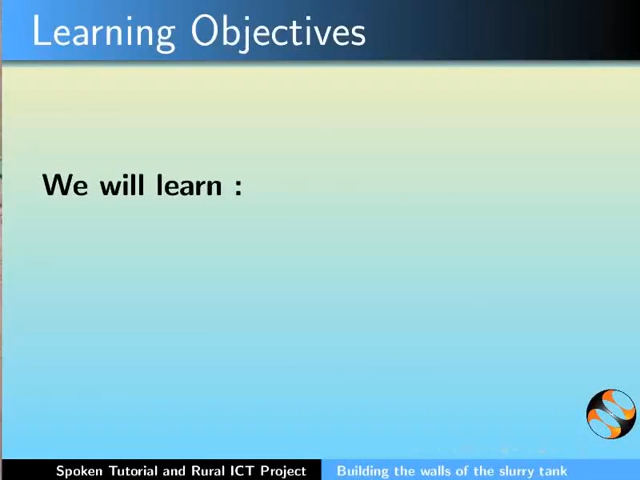 Learning Objectives
We will learn :
Spoken Tutorial and Rural ICT Project
Building the walls of the slurry tank